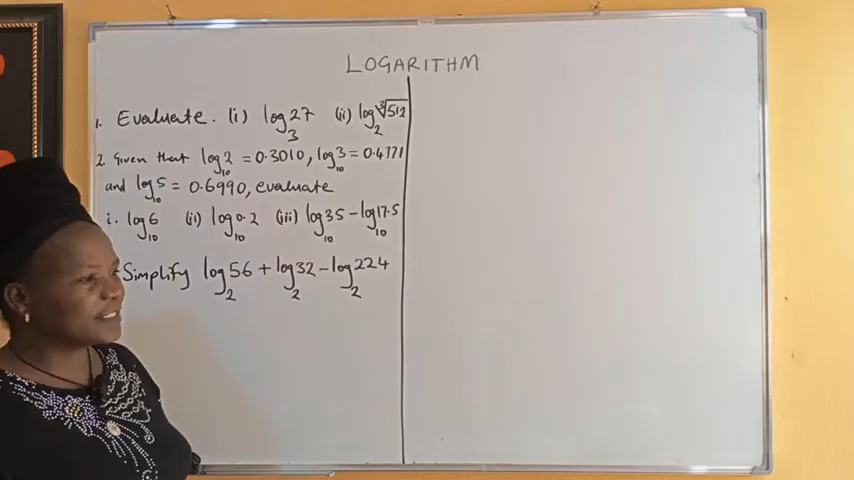 LOGARITHM
1. Evaluate. (i) log₃27 (ii) log₂∛512
2. Given that log₁₀2 = 0.3010, log₁₀3 = 0.4771
and log₁₀5 = 0.6990, evaluate
i. log₁₀6 (ii) log₁₀0.2 (iii) log₁₀35 - log₁₀17.5
Simplify log₂56 + log₂32 - log₂224